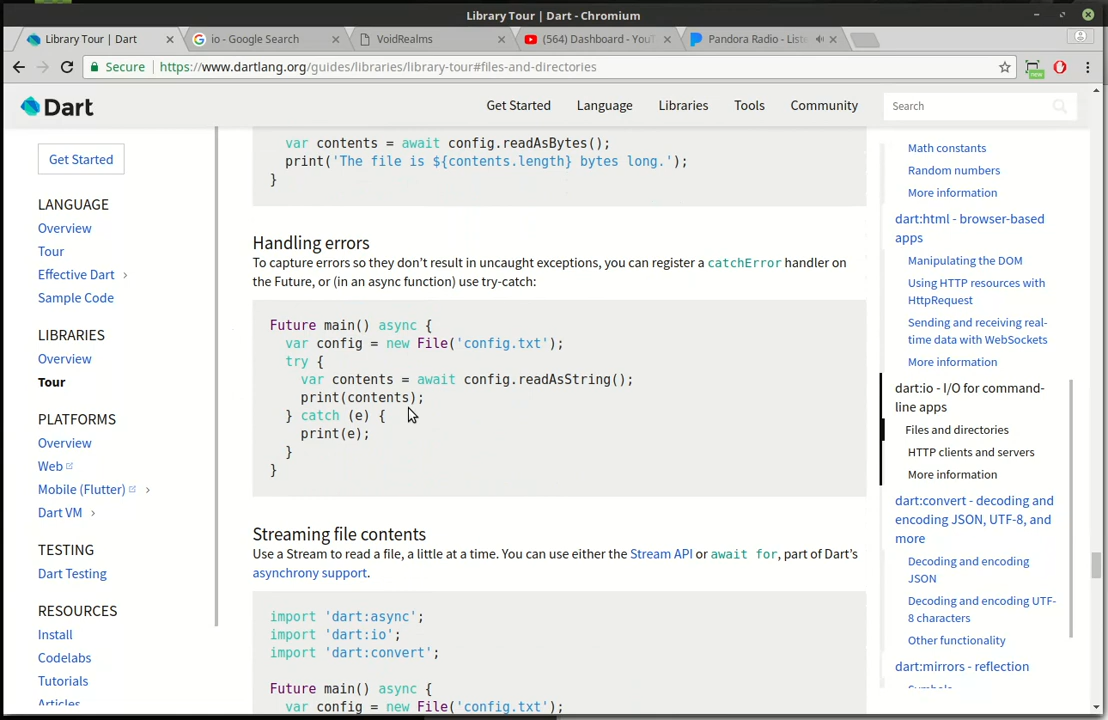 Library Tour | Dart - Chromium
Library Tour | Dart
io - Google Search
VoidRealms
(564) Dashboard - YouT
Pandora Radio - Liste
Secure
https://www.dartlang.org/guides/libraries/library-tour#files-and-directories
new
Dart
Get Started
Language
Libraries
Tools
Community
Search
Get Started
LANGUAGE
Overview
Tour
Effective Dart
Sample Code
LIBRARIES
Overview
Tour
PLATFORMS
Overview
Web
Mobile (Flutter)
Dart VM
TESTING
Dart Testing
RESOURCES
Install
Codelabs
Tutorials
Articles
var contents = await config.readAsBytes();
print('The file is ${contents.length} bytes long.');
}
Handling errors
To capture errors so they don’t result in uncaught exceptions, you can register a catchError handler on
the Future, or (in an async function) use try-catch:
Future main() async {
var config = new File('config.txt');
try {
var contents = await config.readAsString();
print(contents);
} catch (e) {
print(e);
}
}
Streaming file contents
Use a Stream to read a file, a little at a time. You can use either the Stream API or await for, part of Dart’s
asynchrony support.
import 'dart:async';
import 'dart:io';
import 'dart:convert';
Future main() async {
var config = new File('config.txt');
Math constants
Random numbers
More information
dart:html - browser-based
apps
Manipulating the DOM
Using HTTP resources with
HttpRequest
Sending and receiving real-
time data with WebSockets
More information
dart:io - I/O for command-
line apps
Files and directories
HTTP clients and servers
More information
dart:convert - decoding and
encoding JSON, UTF-8, and
more
Decoding and encoding
JSON
Decoding and encoding UTF-
8 characters
Other functionality
dart:mirrors - reflection
Symbols